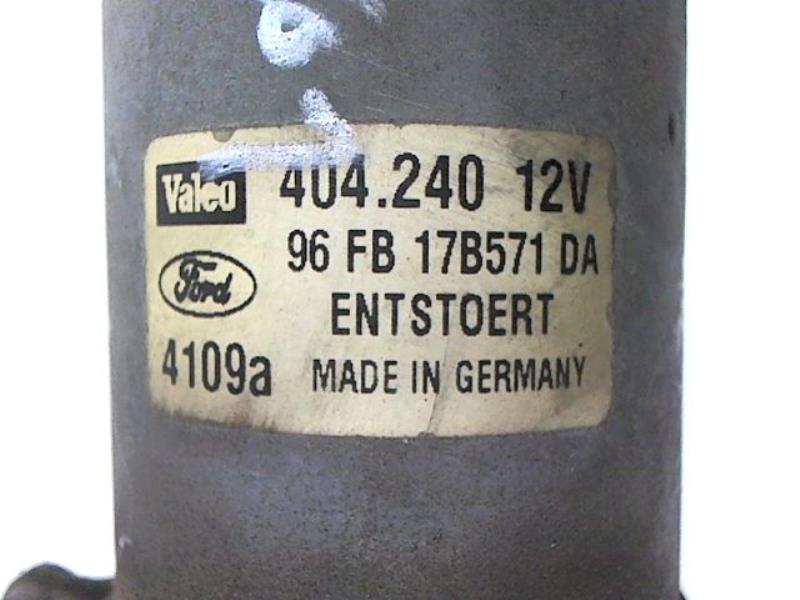 Valeo 404.240 12V
Ford 96 FB 17B571 DA
ENTSTOERT
4109a MADE IN GERMANY